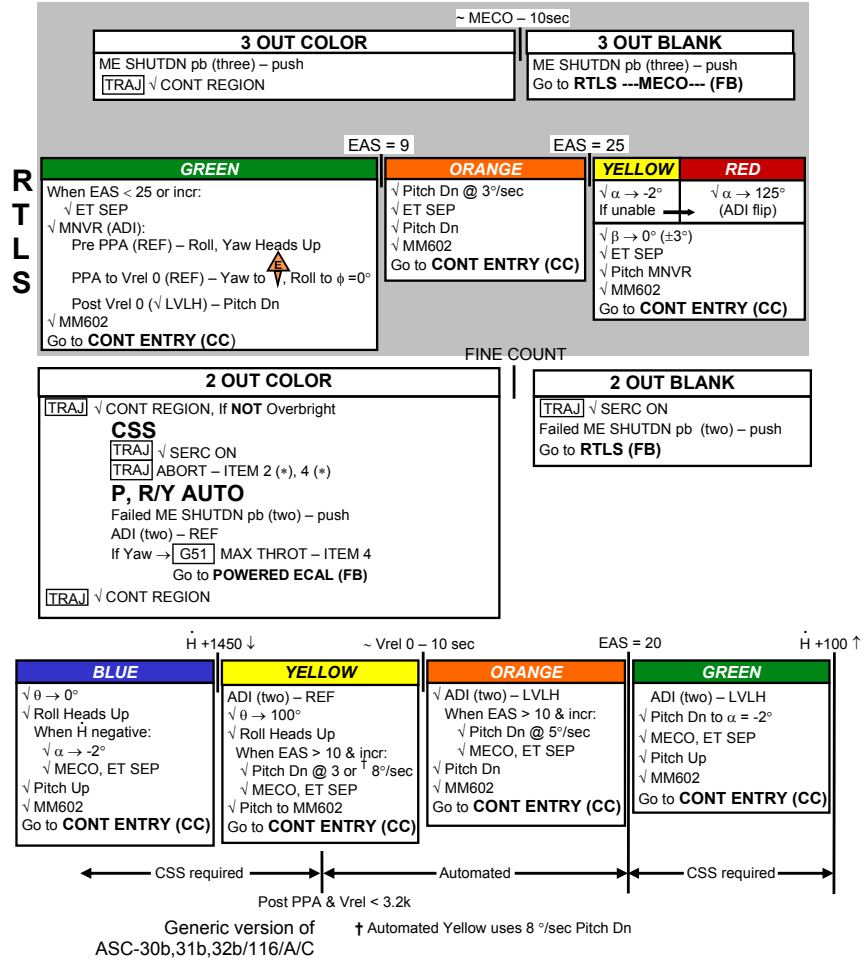 ~ MECO – 10sec
3 OUT COLOR
ME SHUTDN pb (three) – push
TRAJ √ CONT REGION
3 OUT BLANK
ME SHUTDN pb (three) – push
Go to RTLS ---MECO--- (FB)
RTLS
EAS = 9
EAS = 25
GREEN
When EAS < 25 or incr:
√ ET SEP
√ MNVR (ADI):
Pre PPA (REF) – Roll, Yaw Heads Up
PPA to Vrel 0 (REF) – Yaw to E, Roll to ϕ =0°
Post Vrel 0 (√ LVLH) – Pitch Dn
√ MM602
Go to CONT ENTRY (CC)
ORANGE
√ Pitch Dn @ 3°/sec
√ ET SEP
√ Pitch Dn
√ MM602
Go to CONT ENTRY (CC)
YELLOW
√ α → -2°
If unable →
RED
√ α → 125°
(ADI flip)
√ β → 0° (±3°)
√ ET SEP
√ Pitch MNVR
√ MM602
Go to CONT ENTRY (CC)
FINE COUNT
2 OUT COLOR
TRAJ √ CONT REGION, If NOT Overbright
CSS
TRAJ √ SERC ON
TRAJ ABORT – ITEM 2 (∗), 4 (∗)
P, R/Y AUTO
Failed ME SHUTDN pb (two) – push
ADI (two) – REF
If Yaw → G51 MAX THROT – ITEM 4
Go to POWERED ECAL (FB)
TRAJ √ CONT REGION
2 OUT BLANK
TRAJ √ SERC ON
Failed ME SHUTDN pb (two) – push
Go to RTLS (FB)
Ḣ +1450 ↓
~ Vrel 0 – 10 sec
EAS = 20
Ḣ +100 ↑
BLUE
√ θ → 0°
√ Roll Heads Up
When Ḣ negative:
√ α → -2°
√ MECO, ET SEP
√ Pitch Up
√ MM602
Go to CONT ENTRY (CC)
YELLOW
ADI (two) – REF
√ θ → 100°
√ Roll Heads Up
When EAS > 10 & incr:
√ Pitch Dn @ 3 or † 8°/sec
√ MECO, ET SEP
√ Pitch to MM602
Go to CONT ENTRY (CC)
ORANGE
√ ADI (two) – LVLH
When EAS > 10 & incr:
√ Pitch Dn @ 5°/sec
√ MECO, ET SEP
√ Pitch Dn
√ MM602
Go to CONT ENTRY (CC)
GREEN
ADI (two) – LVLH
√ Pitch Dn to α = -2°
√ MECO, ET SEP
√ Pitch Up
√ MM602
Go to CONT ENTRY (CC)
CSS required
Automated
CSS required
Post PPA & Vrel < 3.2k
Generic version of
ASC-30b,31b,32b/116/A/C
† Automated Yellow uses 8 °/sec Pitch Dn